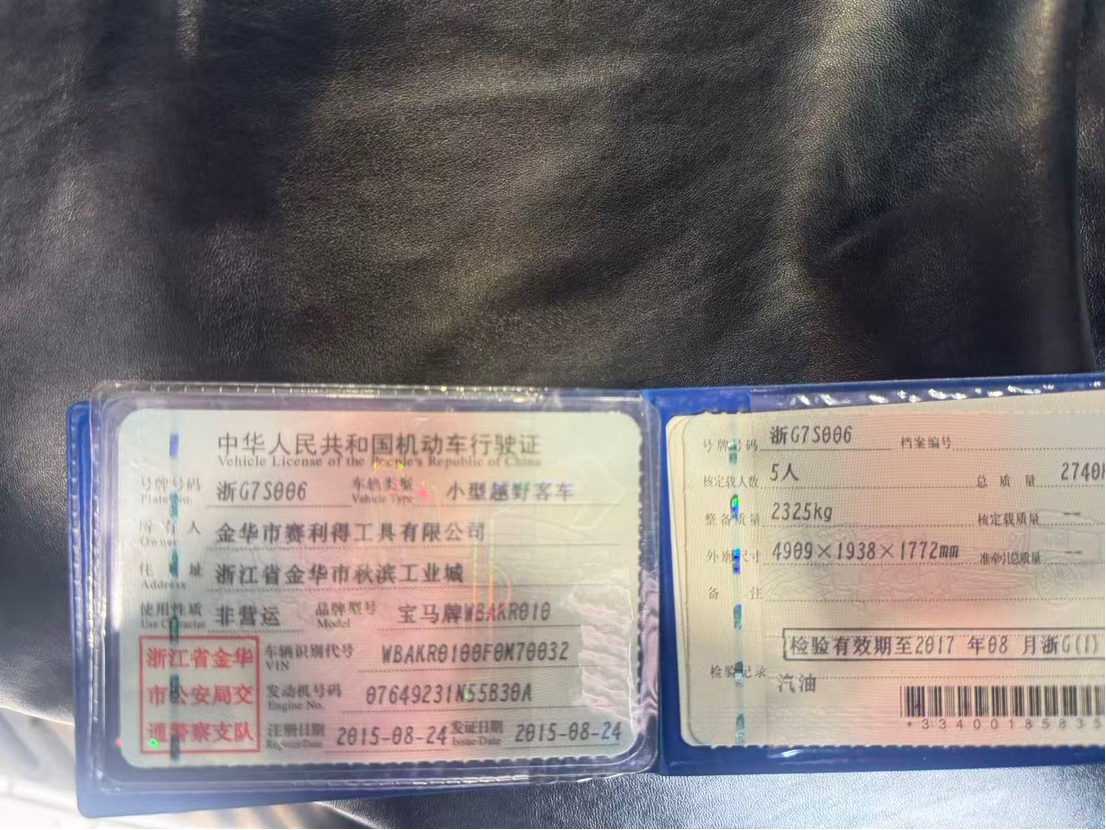 中华人民共和国机动车行驶证
Vehicle License of the People's Republic of China
号牌号码 浙G7S006 车辆类型 小型越野客车
Plate No. Vehicle Type
所有人 金华市赛利得工具有限公司
Owner
住址 浙江省金华市秋滨工业城
Address
使用性质 非营运 品牌型号 宝马牌WBAKR010
Use Character Model
浙江省金华
市公安局交
通警察支队
车辆识别代号 WBAKR0100F0M70032
VIN
发动机号码 07649231N55B30A
Engine No.
注册日期 2015-08-24 发证日期 2015-08-24
Register Date Issue Date
号牌号码 浙G7S006 档案编号
核定载人数 5人 总质量 2740
整备质量 2325kg 核定载质量 --
外廓尺寸 4909×1938×1772mm 准牵引总质量 --
备注
检验有效期至2017 年08 月浙G(1)
检验记录
汽油
*33400185835